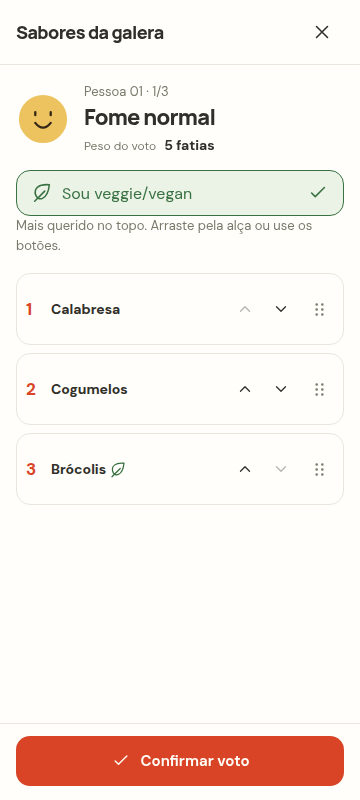 Sabores da galera
Pessoa 01 · 1/3
Fome normal
Peso do voto 5 fatias
Sou veggie/vegan
Mais querido no topo. Arraste pela alça ou use os
botões.
1 Calabresa
2 Cogumelos
3 Brócolis
Confirmar voto